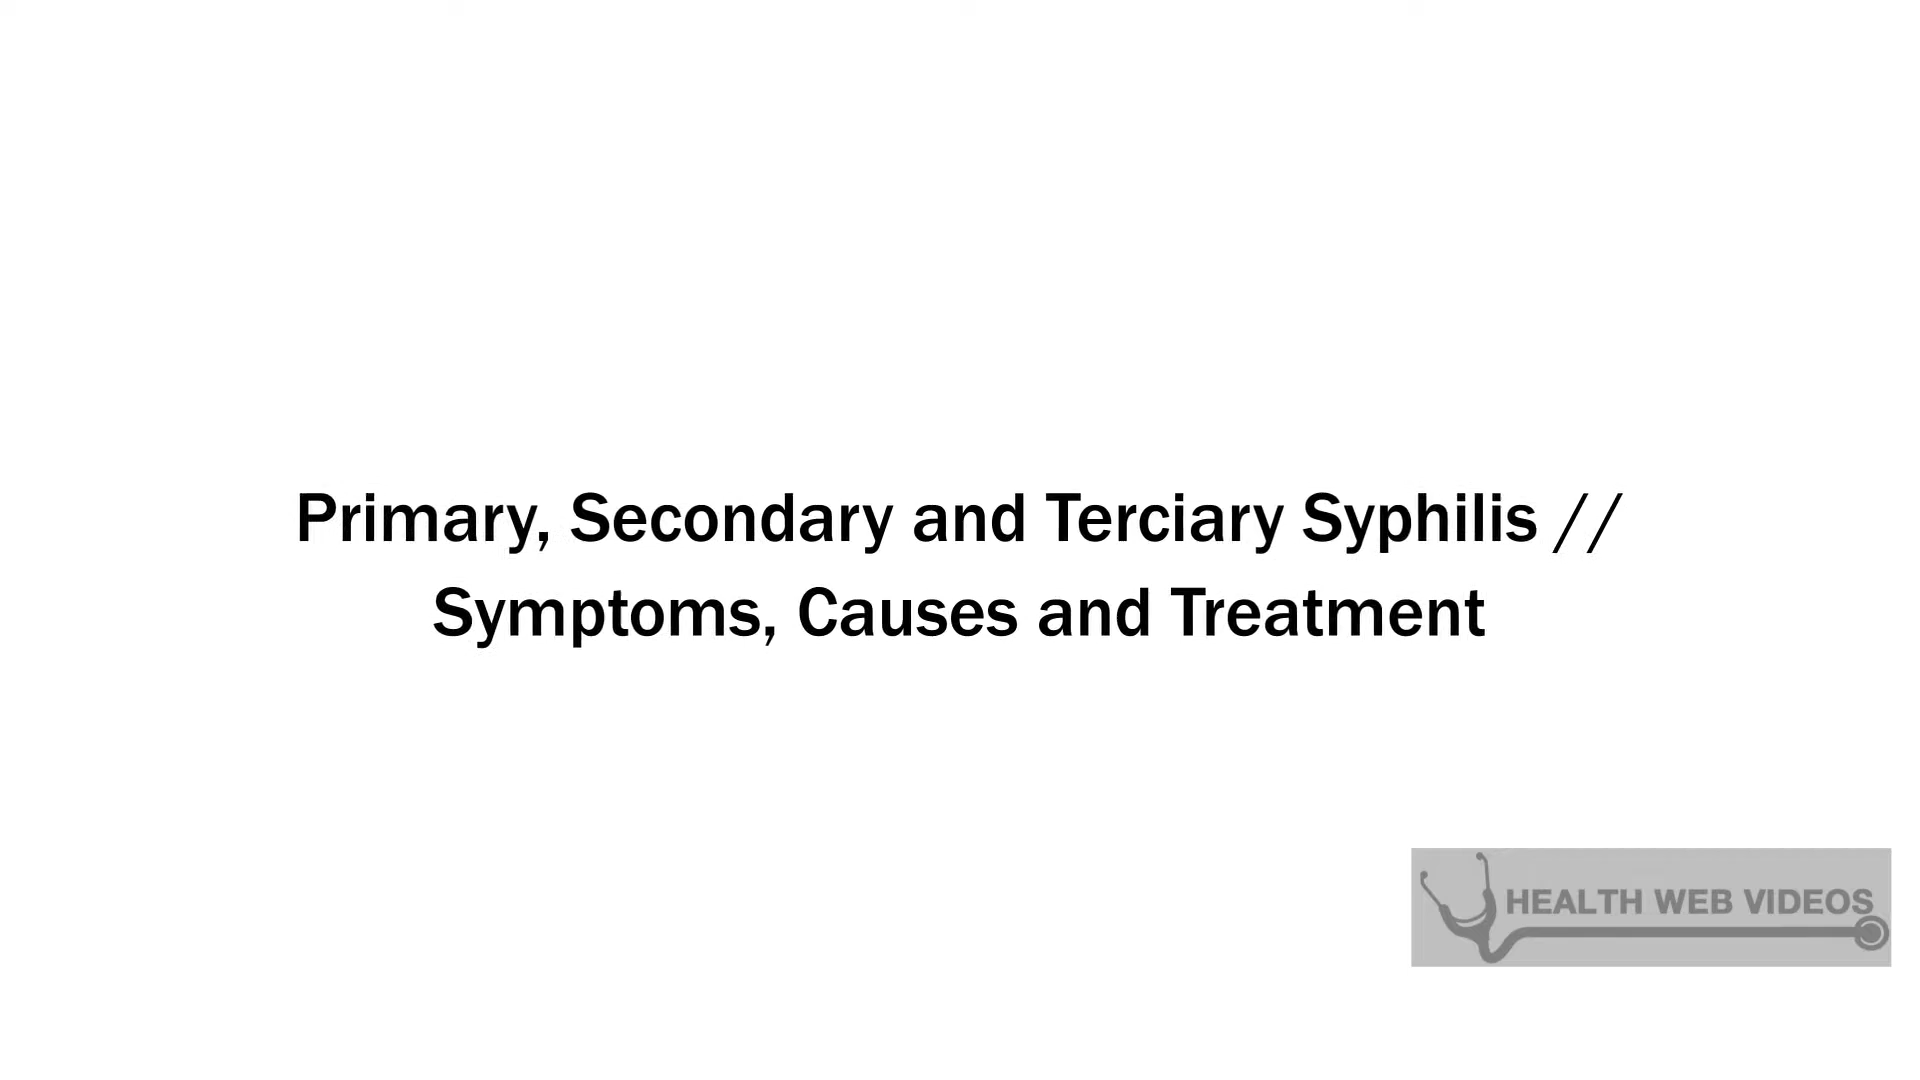 Primary, Secondary and Terciary Syphilis //
Symptoms, Causes and Treatment
HEALTH WEB VIDEOS